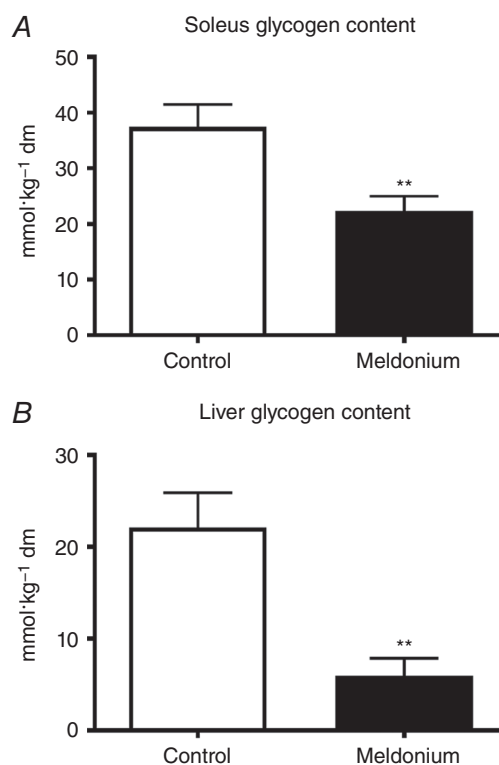 A
Soleus glycogen content
50
40
30
20
10
0
mmol·kg⁻¹ dm
**
Control Meldonium
B
Liver glycogen content
30
20
10
0
mmol·kg⁻¹ dm
**
Control Meldonium